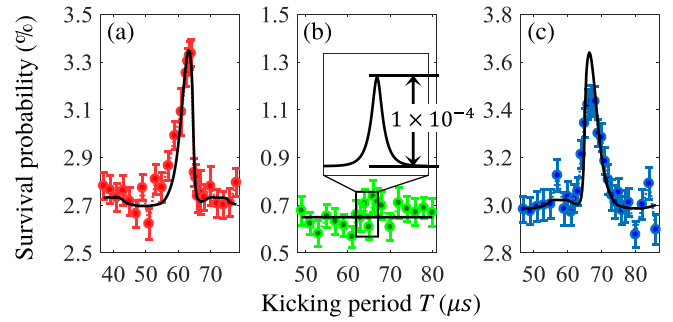 Survival probability (%)
(a)
3.5
3.3
3.1
2.9
2.7
2.5
40 50 60 70
(b)
1.5
1.3
1.1
0.9
0.7
0.5
50 60 70 80
1 × 10⁻⁴
(c)
3.8
3.6
3.4
3.2
3.0
2.8
50 60 70 80
Kicking period T (μs)